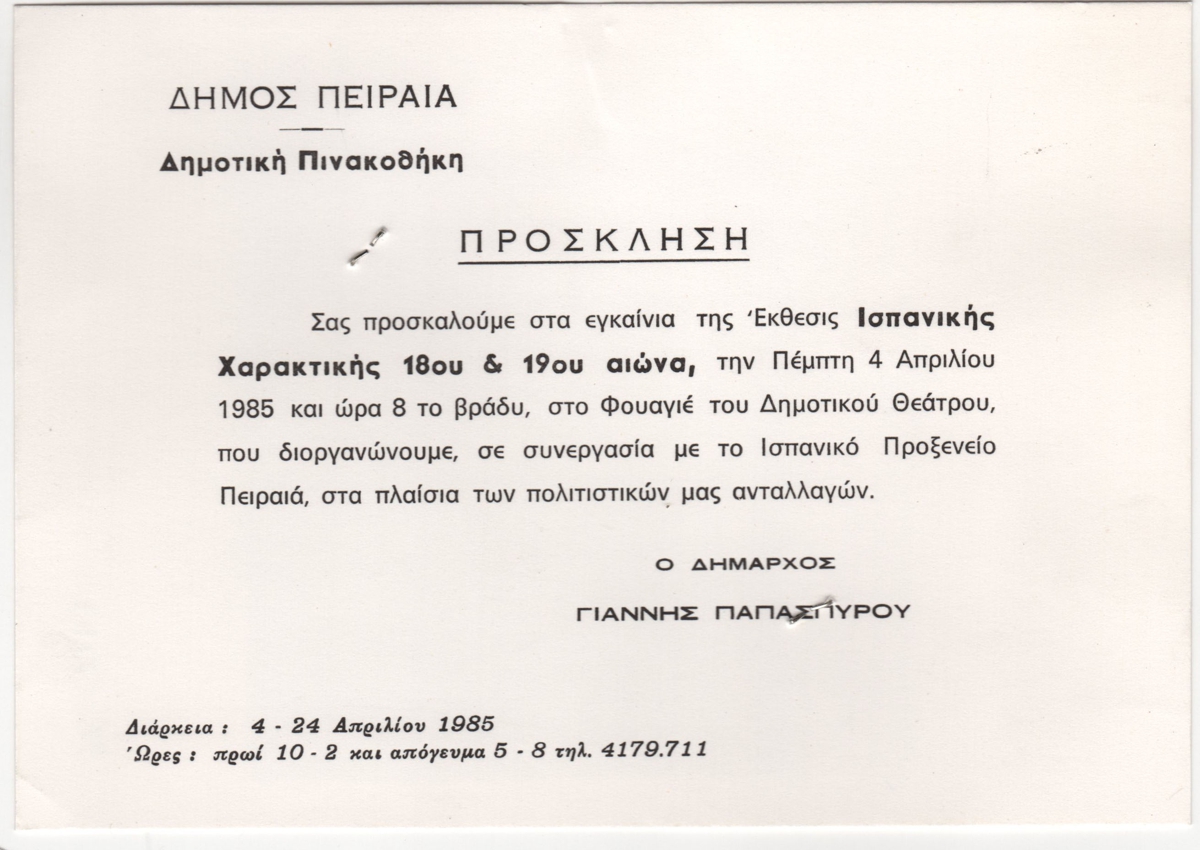 ΔΗΜΟΣ ΠΕΙΡΑΙΑ
Δημοτική Πινακοθήκη
ΠΡΟΣΚΛΗΣΗ
Σας προσκαλούμε στα εγκαίνια της Έκθεσις Ισπανικής
Χαρακτικής 18ου & 19ου αιώνα, την Πέμπτη 4 Απριλίου
1985 και ώρα 8 το βράδυ, στο Φουαγιέ του Δημοτικού Θεάτρου,
που διοργανώνουμε, σε συνεργασία με το Ισπανικό Προξενείο
Πειραιά, στα πλαίσια των πολιτιστικών μας ανταλλαγών.
Ο ΔΗΜΑΡΧΟΣ
ΓΙΑΝΝΗΣ ΠΑΠΑΣΠΥΡΟΥ
Διάρκεια : 4 - 24 Απριλίου 1985
Ώρες : πρωί 10 - 2 και απόγευμα 5 - 8 τηλ. 4179.711